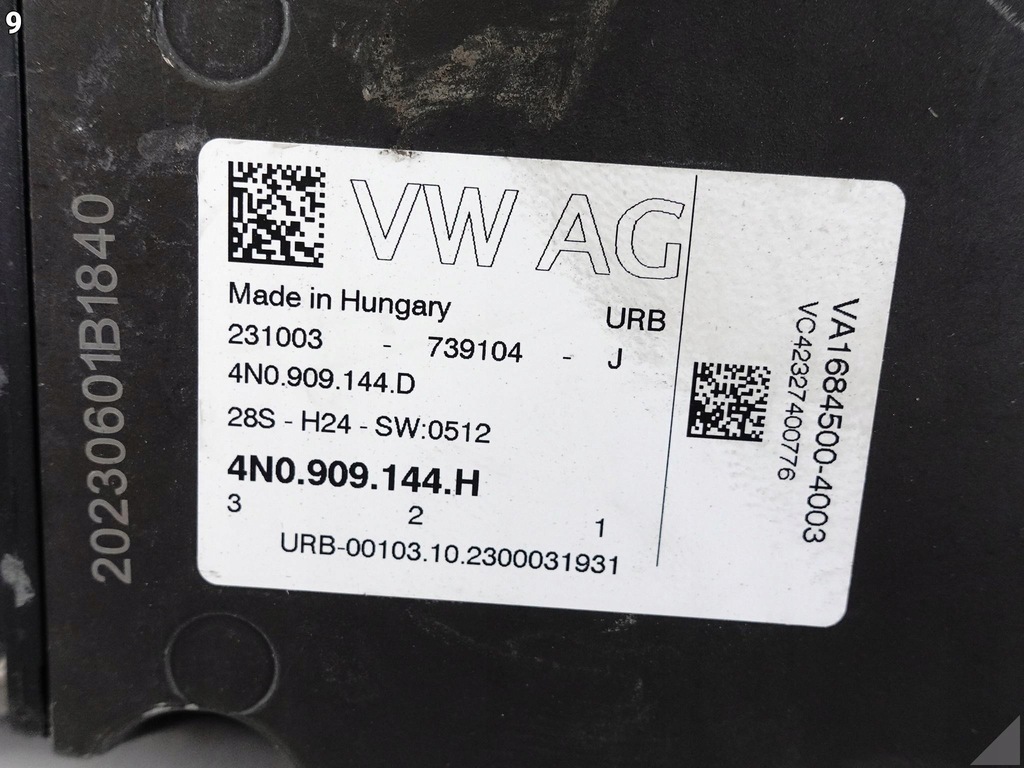 9
20230601B1840
VW AG
Made in Hungary
URB
231003 - 739104 - J
4N0.909.144.D
28S - H24 - SW:0512
4N0.909.144.H
3 2 1
URB-00103.10.2300031931
VA1684500-4003
VC42327400776